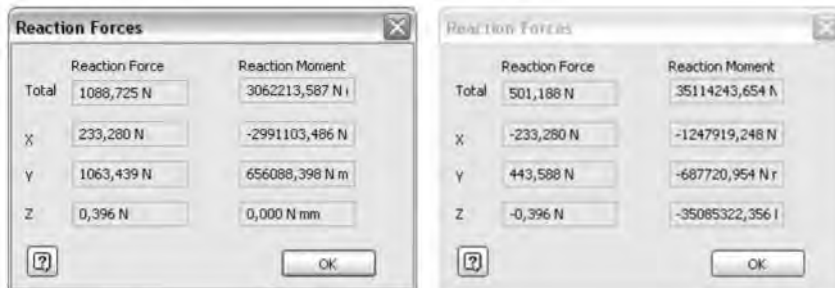 Reaction Forces
Reaction Force Reaction Moment
Total 1088,725 N 3062213,587 N
X 233,280 N -2991103,486 N
Y 1063,439 N 656088,398 N m
Z 0,396 N 0,000 N mm
? OK
Reaction Forces
Reaction Force Reaction Moment
Total 501,188 N 35114243,654 N
X -233,280 N -1247919,248 N
Y 443,588 N -687720,954 N r
Z -0,396 N -35085322,356 l
? OK